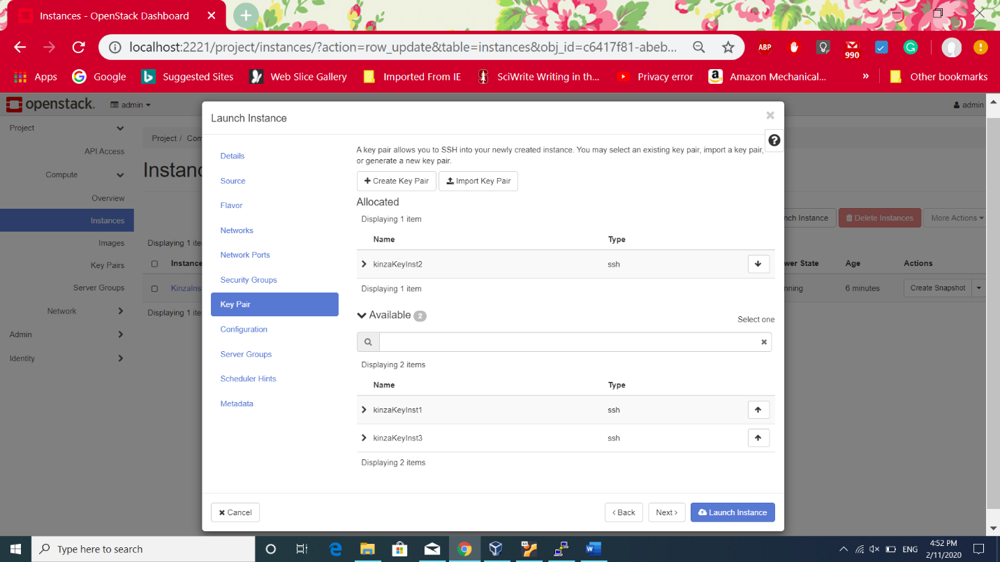 Instances - OpenStack Dashboard
localhost:2221/project/instances/?action=row_update&table=instances&obj_id=c6417f81-abeb...
ABP
990
Apps
Google
Suggested Sites
Web Slice Gallery
Imported From IE
SciWrite Writing in th...
Privacy error
Amazon Mechanical...
»
Other bookmarks
openstack.
admin
admin
Project
API Access
Compute
Overview
Instances
Images
Key Pairs
Server Groups
Network
Admin
Identity
Project / Com
Instanc
nch Instance
Delete Instances
More Actions
Displaying 1 ite
Instance
wer State
Age
Actions
KinzaIns
nning
6 minutes
Create Snapshot
Displaying 1 ite
Launch Instance
Details
Source
Flavor
Networks
Network Ports
Security Groups
Key Pair
Configuration
Server Groups
Scheduler Hints
Metadata
A key pair allows you to SSH into your newly created instance. You may select an existing key pair, import a key pair,
or generate a new key pair.
+ Create Key Pair
Import Key Pair
Allocated
Displaying 1 item
Name Type
kinzaKeyInst2 ssh
Displaying 1 item
Available 2
Select one
Displaying 2 items
Name Type
kinzaKeyInst1 ssh
kinzaKeyInst3 ssh
Displaying 2 items
Cancel
< Back
Next >
Launch Instance
Type here to search
ENG
4:52 PM
2/11/2020